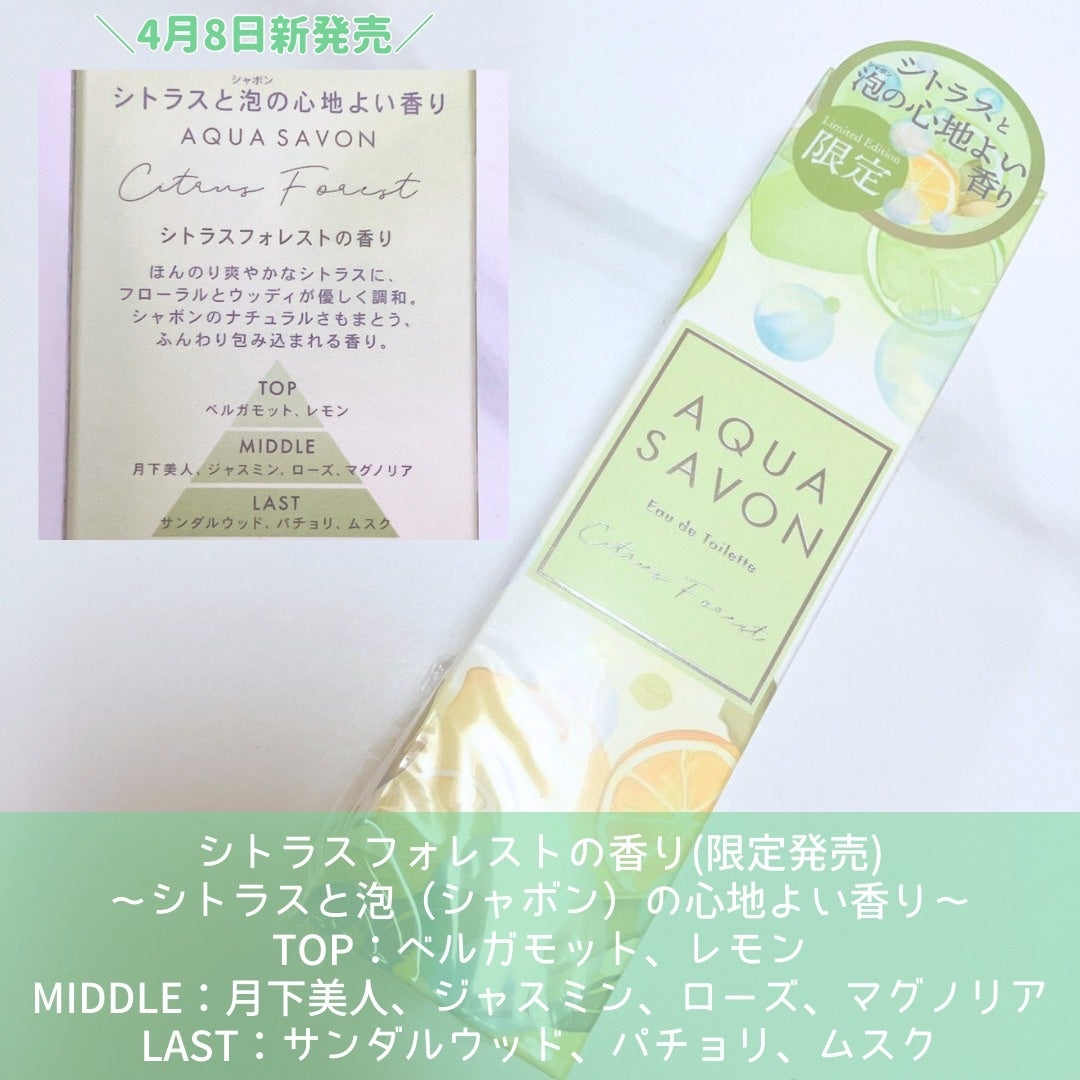 ＼4月8日新発売／
シャボン
シトラスと泡の心地よい香り
AQUA SAVON
Citrus Forest
シトラスフォレストの香り
ほんのり爽やかなシトラスに、
フローラルとウッディが優しく調和。
シャボンのナチュラルさもまとう、
ふんわり包み込まれる香り。
TOP
ベルガモット、レモン
MIDDLE
月下美人、ジャスミン、ローズ、マグノリア
LAST
サンダルウッド、パチョリ、ムスク
シトラスと
シャボン
泡の心地よい
香り
Limited Edition
限定
AQUA
SAVON
Eau de Toilette
Citrus Forest
シトラスフォレストの香り(限定発売)
～シトラスと泡（シャボン）の心地よい香り～
TOP：ベルガモット、レモン
MIDDLE：月下美人、ジャスミン、ローズ、マグノリア
LAST：サンダルウッド、パチョリ、ムスク